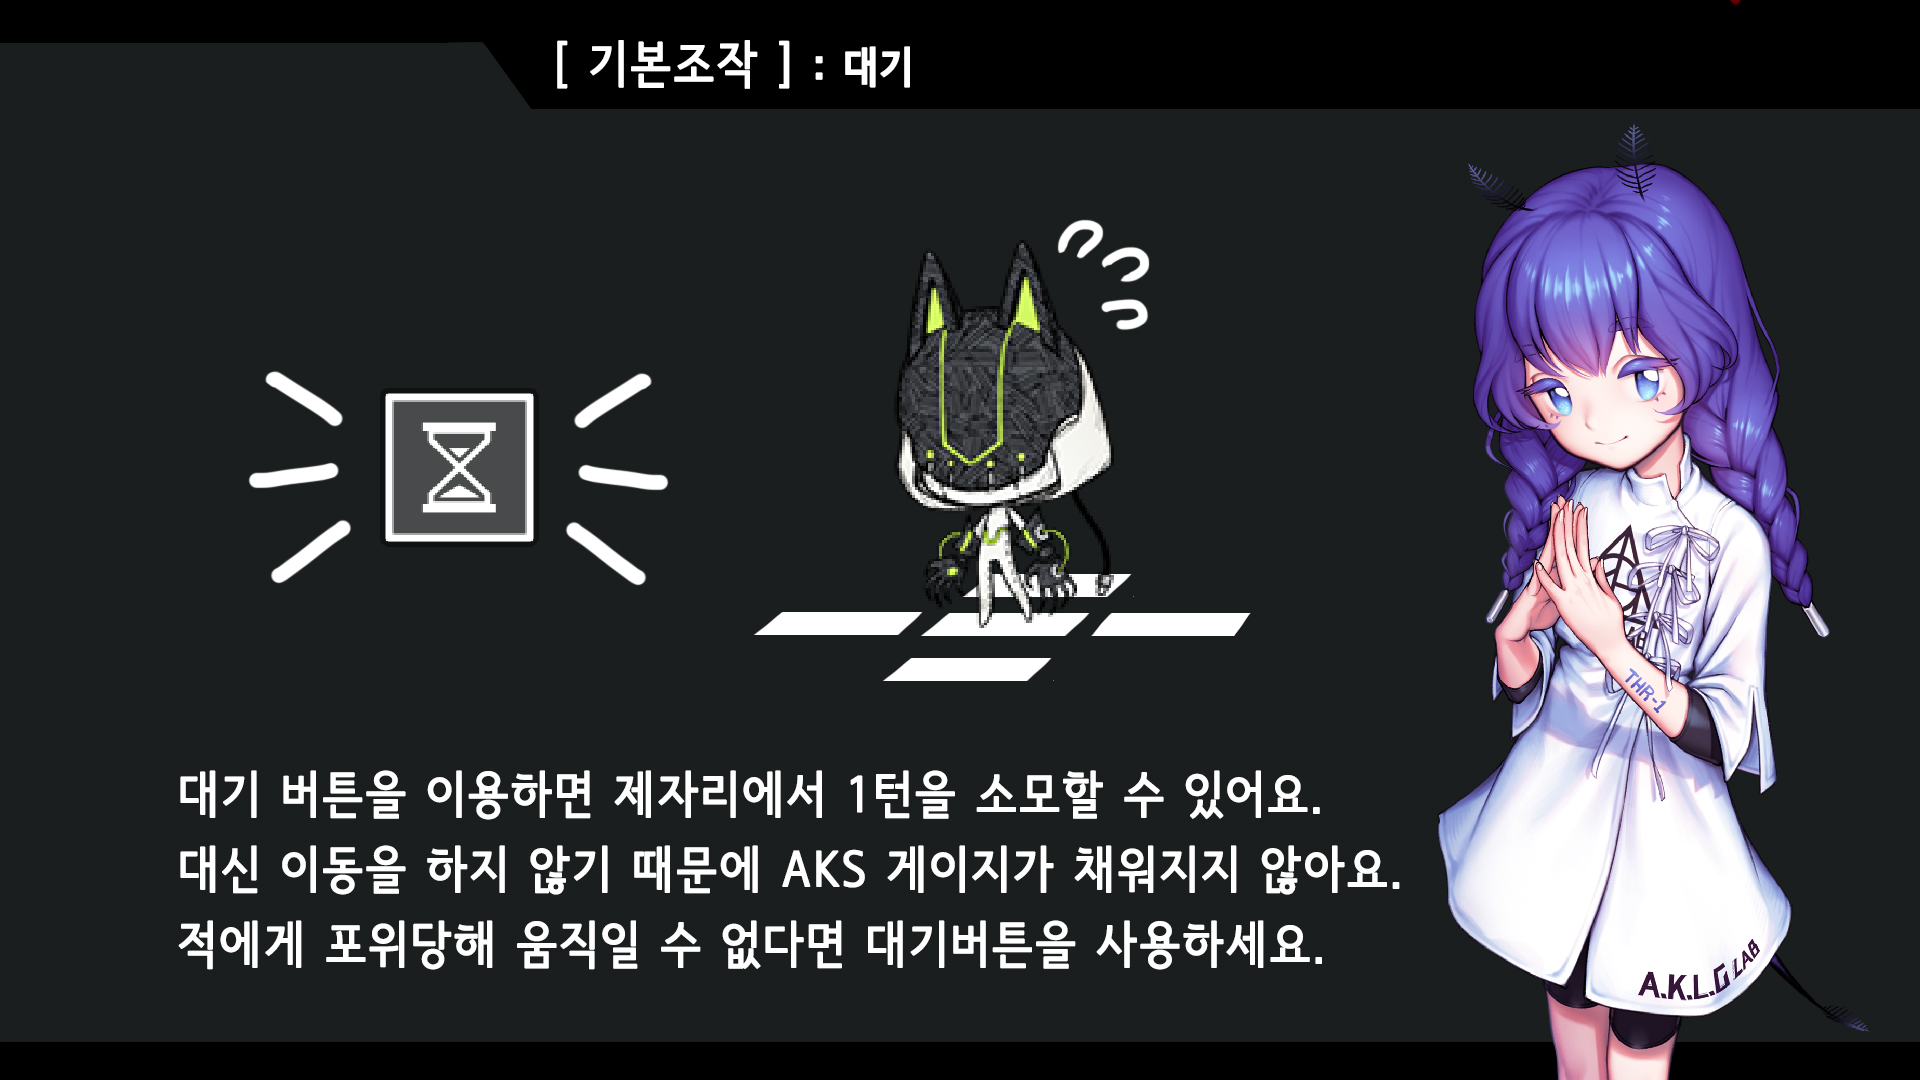 [ 기본조작 ] : 대기
대기 버튼을 이용하면 제자리에서 1턴을 소모할 수 있어요.
대신 이동을 하지 않기 때문에 AKS 게이지가 채워지지 않아요.
적에게 포위당해 움직일 수 없다면 대기버튼을 사용하세요.
THR-1
A.K.L.G LAB